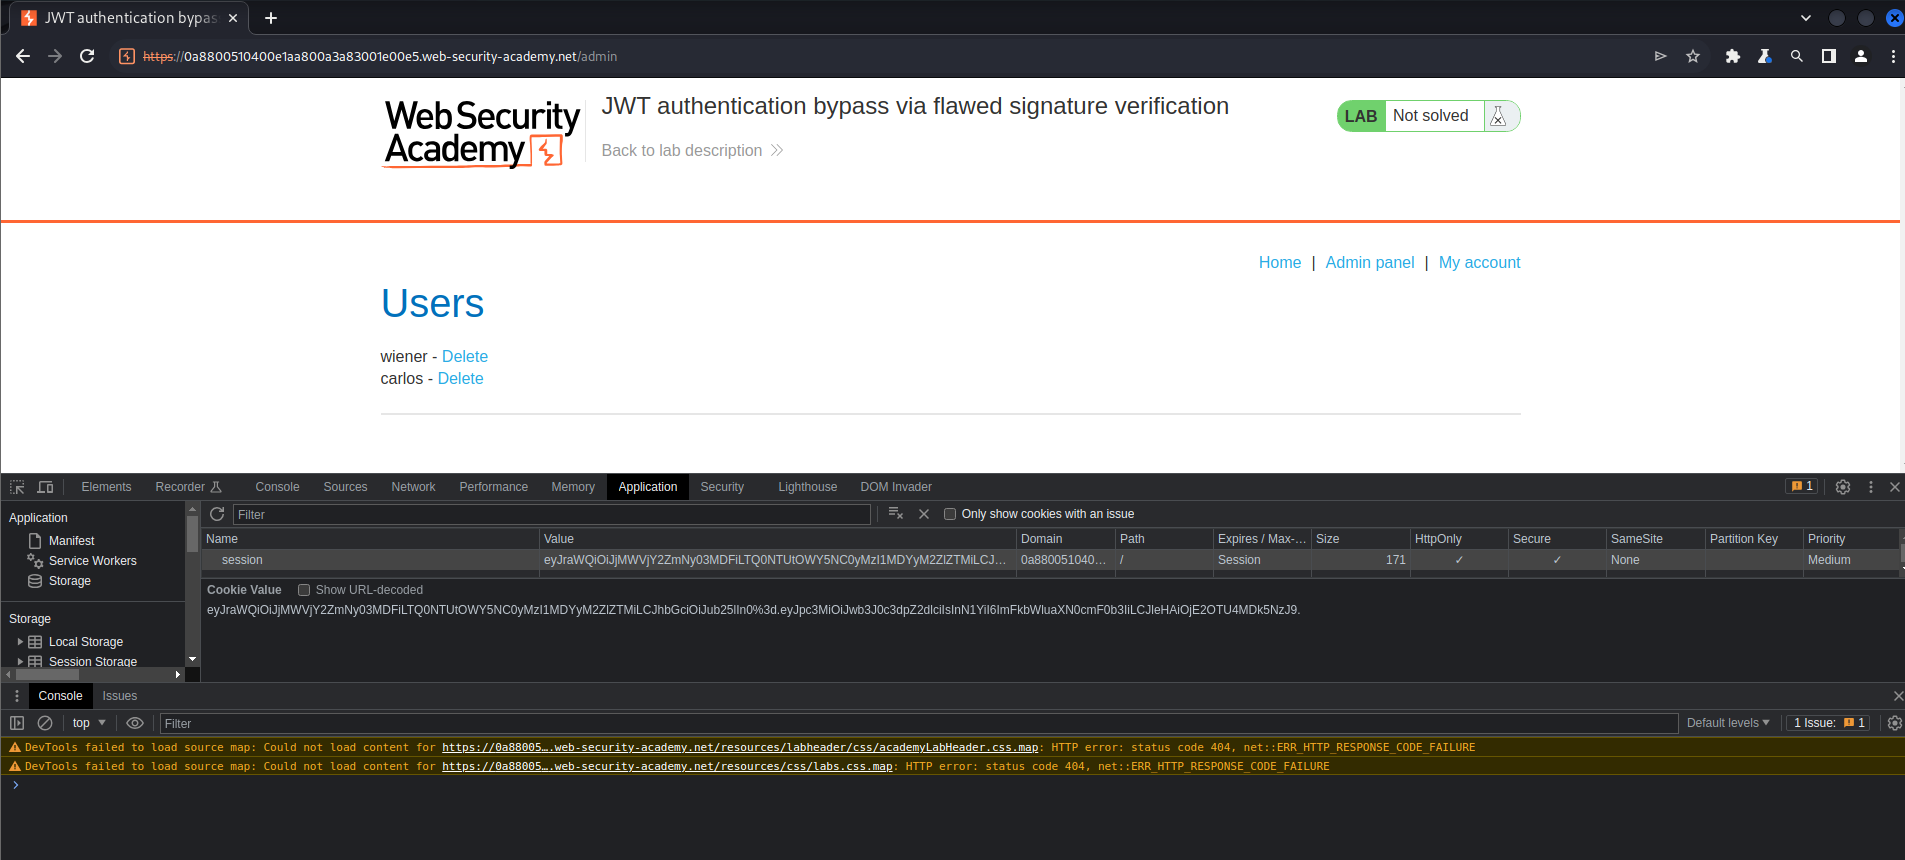 JWT authentication bypas
https://0a8800510400e1aa800a3a83001e00e5.web-security-academy.net/admin
WebSecurity
Academy
JWT authentication bypass via flawed signature verification
Back to lab description
LAB Not solved
Home | Admin panel | My account
Users
wiener - Delete
carlos - Delete
Elements Recorder Console Sources Network Performance Memory Application Security Lighthouse DOM Invader 1
Application
Manifest
Service Workers
Storage
Storage
Local Storage
Session Storage
Filter Only show cookies with an issue
Name Value Domain Path Expires / Max-... Size HttpOnly Secure SameSite Partition Key Priority
session eyJraWQiOiJjMWVjY2ZmNy03MDFiLTQ0NTUtOWY5NC0yMzI1MDYyM2ZlZTMiLCJ... 0a880051040... / Session 171 ✓ ✓ None Medium
Cookie Value Show URL-decoded
eyJraWQiOiJjMWVjY2ZmNy03MDFiLTQ0NTUtOWY5NC0yMzI1MDYyM2ZlZTMiLCJhbGciOiJub25lIn0%3d.eyJpc3MiOiJwb3J0c3dpZ2dlciIsInN1YiI6ImFkbWluaXN0cmF0b3IiLCJleHAiOjE2OTU4MDk5NzJ9.
Console Issues
top Filter Default levels 1 Issue: 1
DevTools failed to load source map: Could not load content for https://0a88005….web-security-academy.net/resources/labheader/css/academyLabHeader.css.map: HTTP error: status code 404, net::ERR_HTTP_RESPONSE_CODE_FAILURE
DevTools failed to load source map: Could not load content for https://0a88005….web-security-academy.net/resources/css/labs.css.map: HTTP error: status code 404, net::ERR_HTTP_RESPONSE_CODE_FAILURE